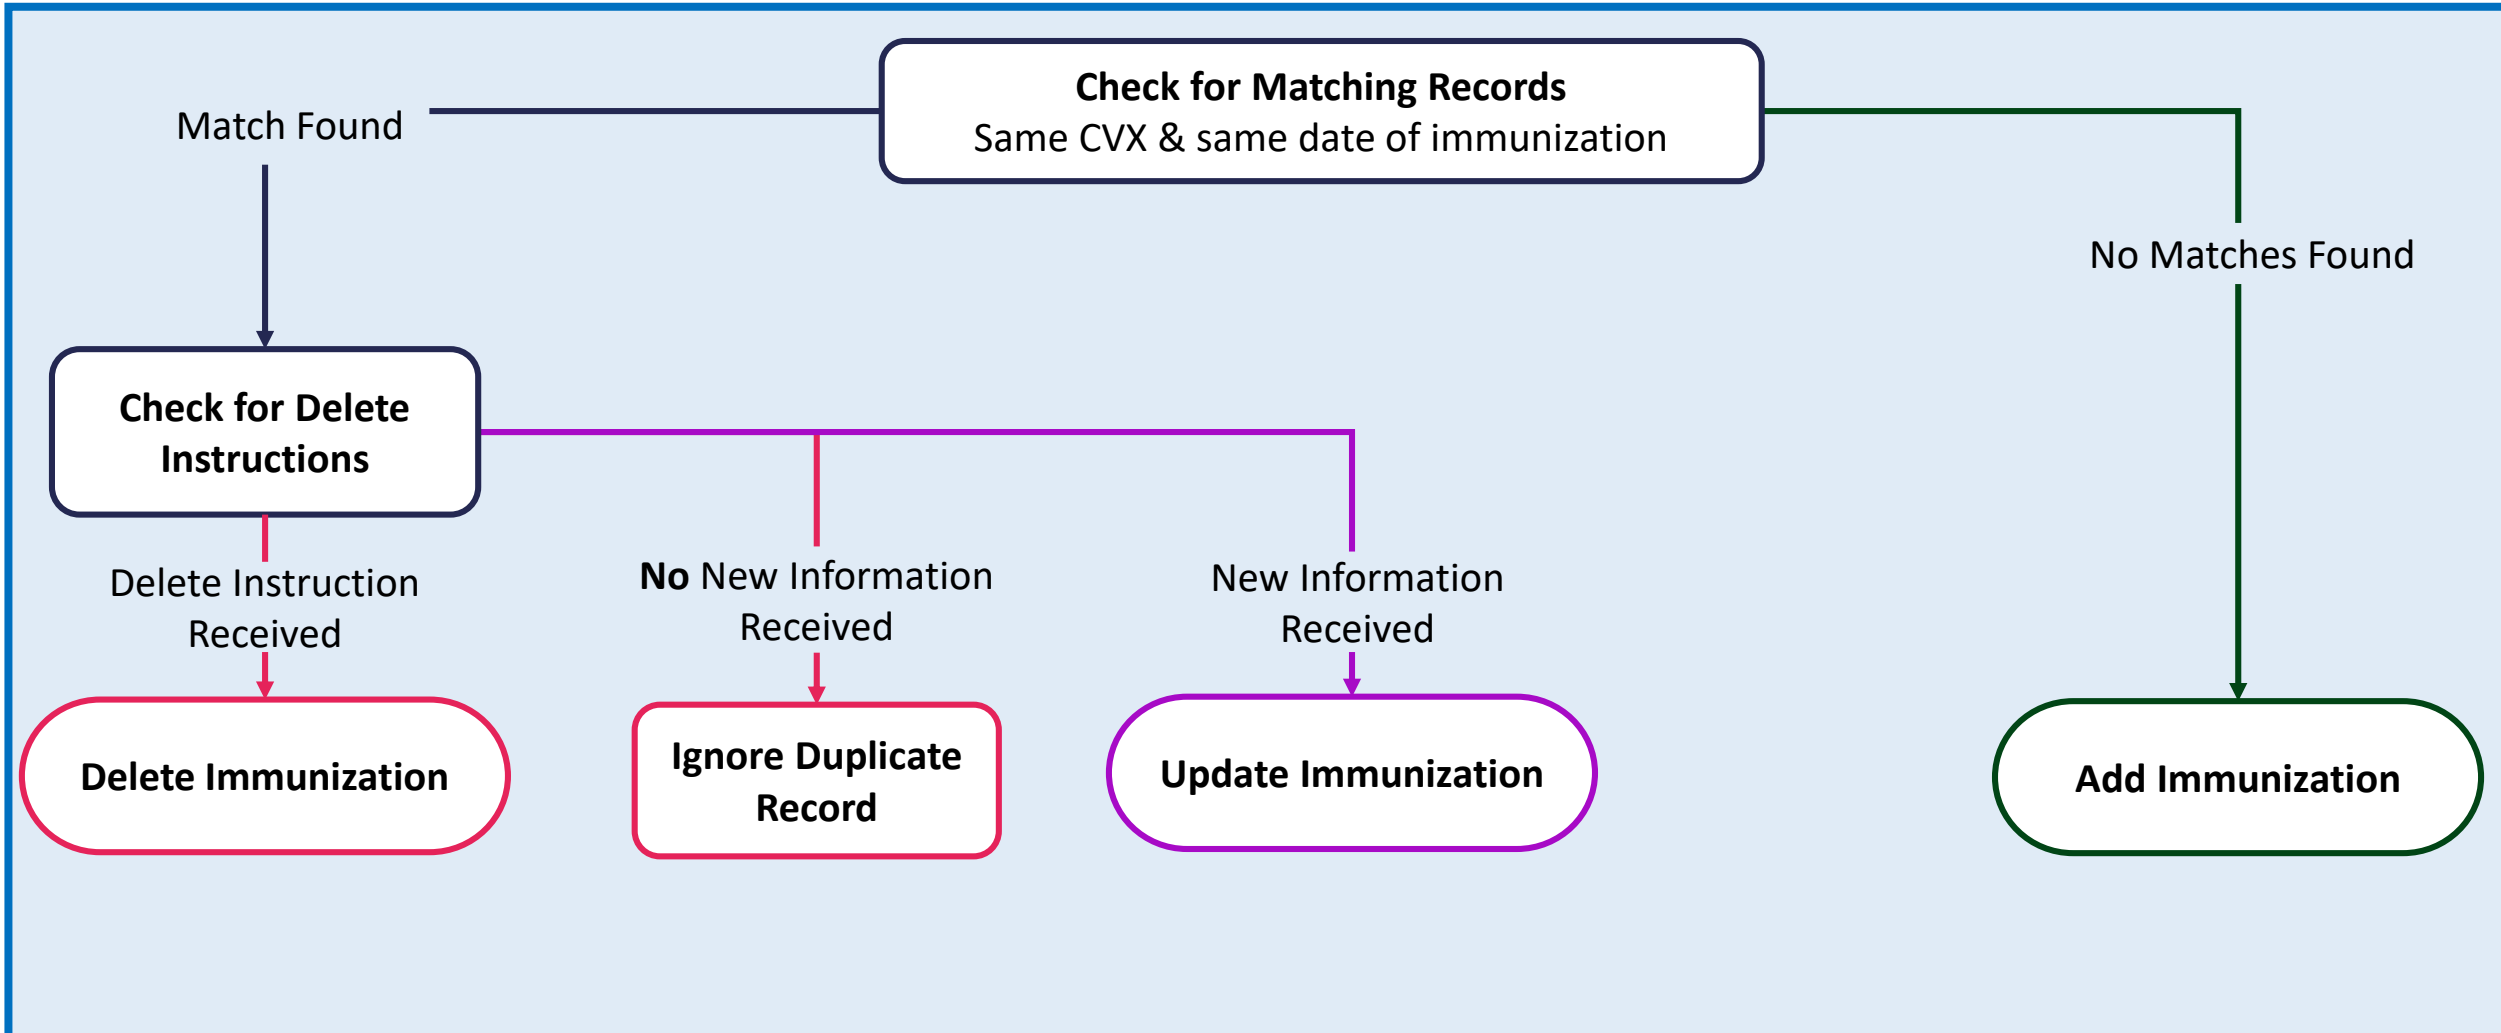 Check for Matching Records
Same CVX & same date of immunization
Match Found
No Matches Found
Check for Delete
Instructions
Delete Instruction
Received
No New Information
Received
New Information
Received
Delete Immunization
Ignore Duplicate
Record
Update Immunization
Add Immunization